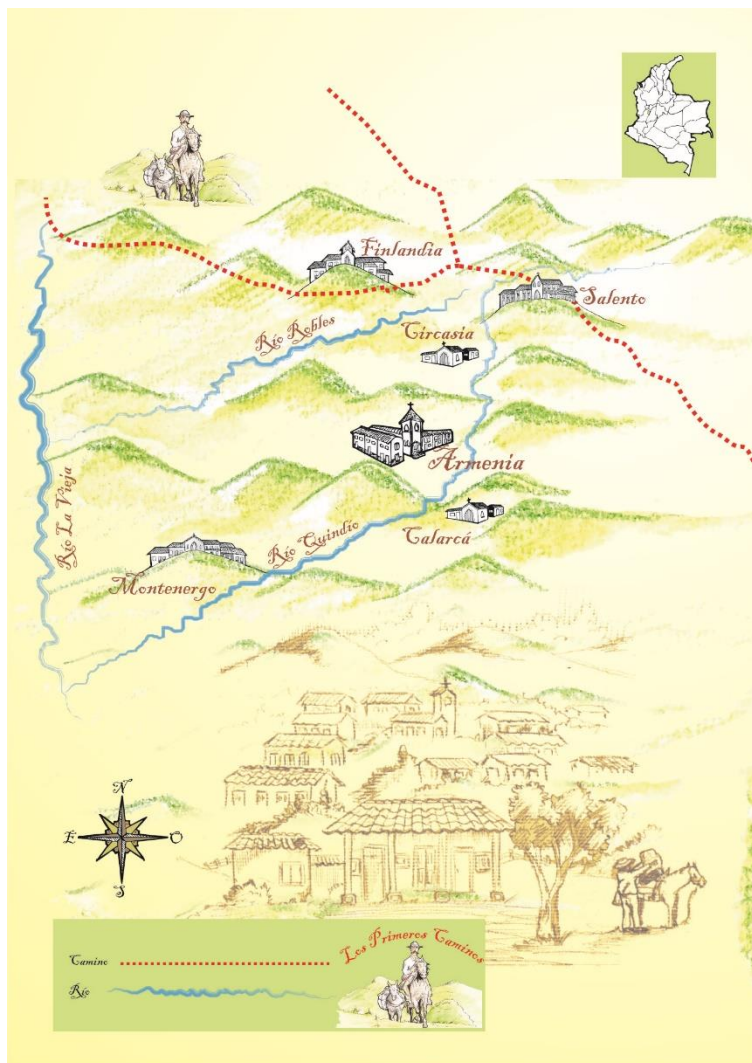 Finlandia
Salento
Río Robles
Circasia
Armenia
Río La Vieja
Río Quindío
Calarcá
Montenergo
N
E
O
S
Los Primeros Caminos
Camino
Río